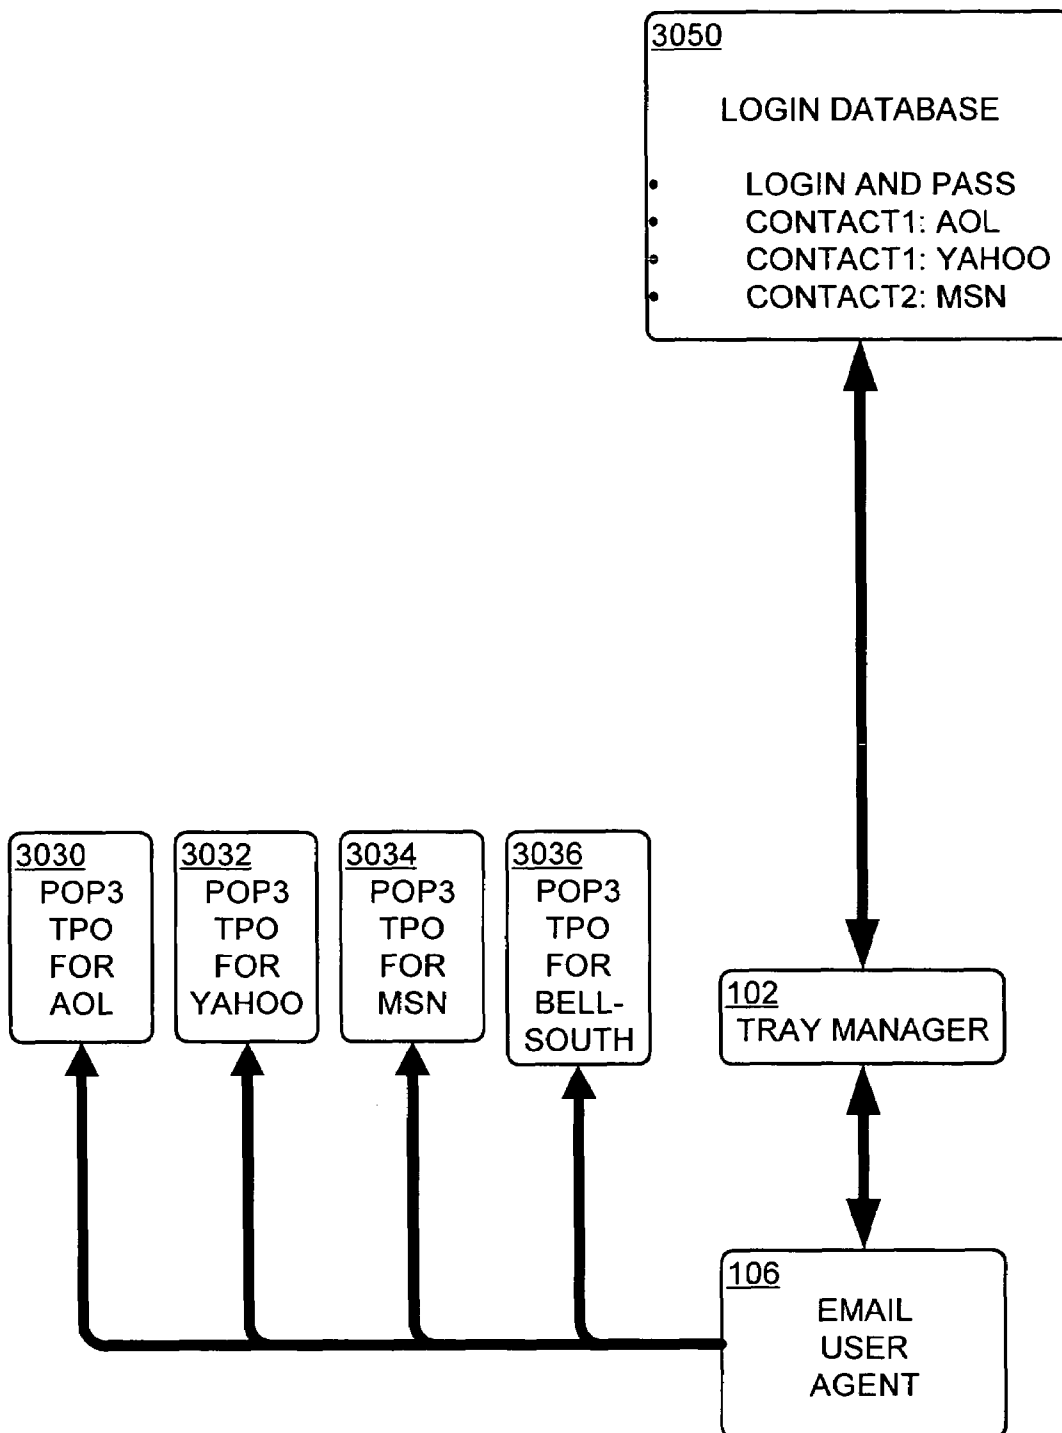 3050
LOGIN DATABASE
• LOGIN AND PASS
• CONTACT1: AOL
• CONTACT1: YAHOO
• CONTACT2: MSN
3030
POP3
TPO
FOR
AOL
3032
POP3
TPO
FOR
YAHOO
3034
POP3
TPO
FOR
MSN
3036
POP3
TPO
FOR
BELL-
SOUTH
102
TRAY MANAGER
106
EMAIL
USER
AGENT